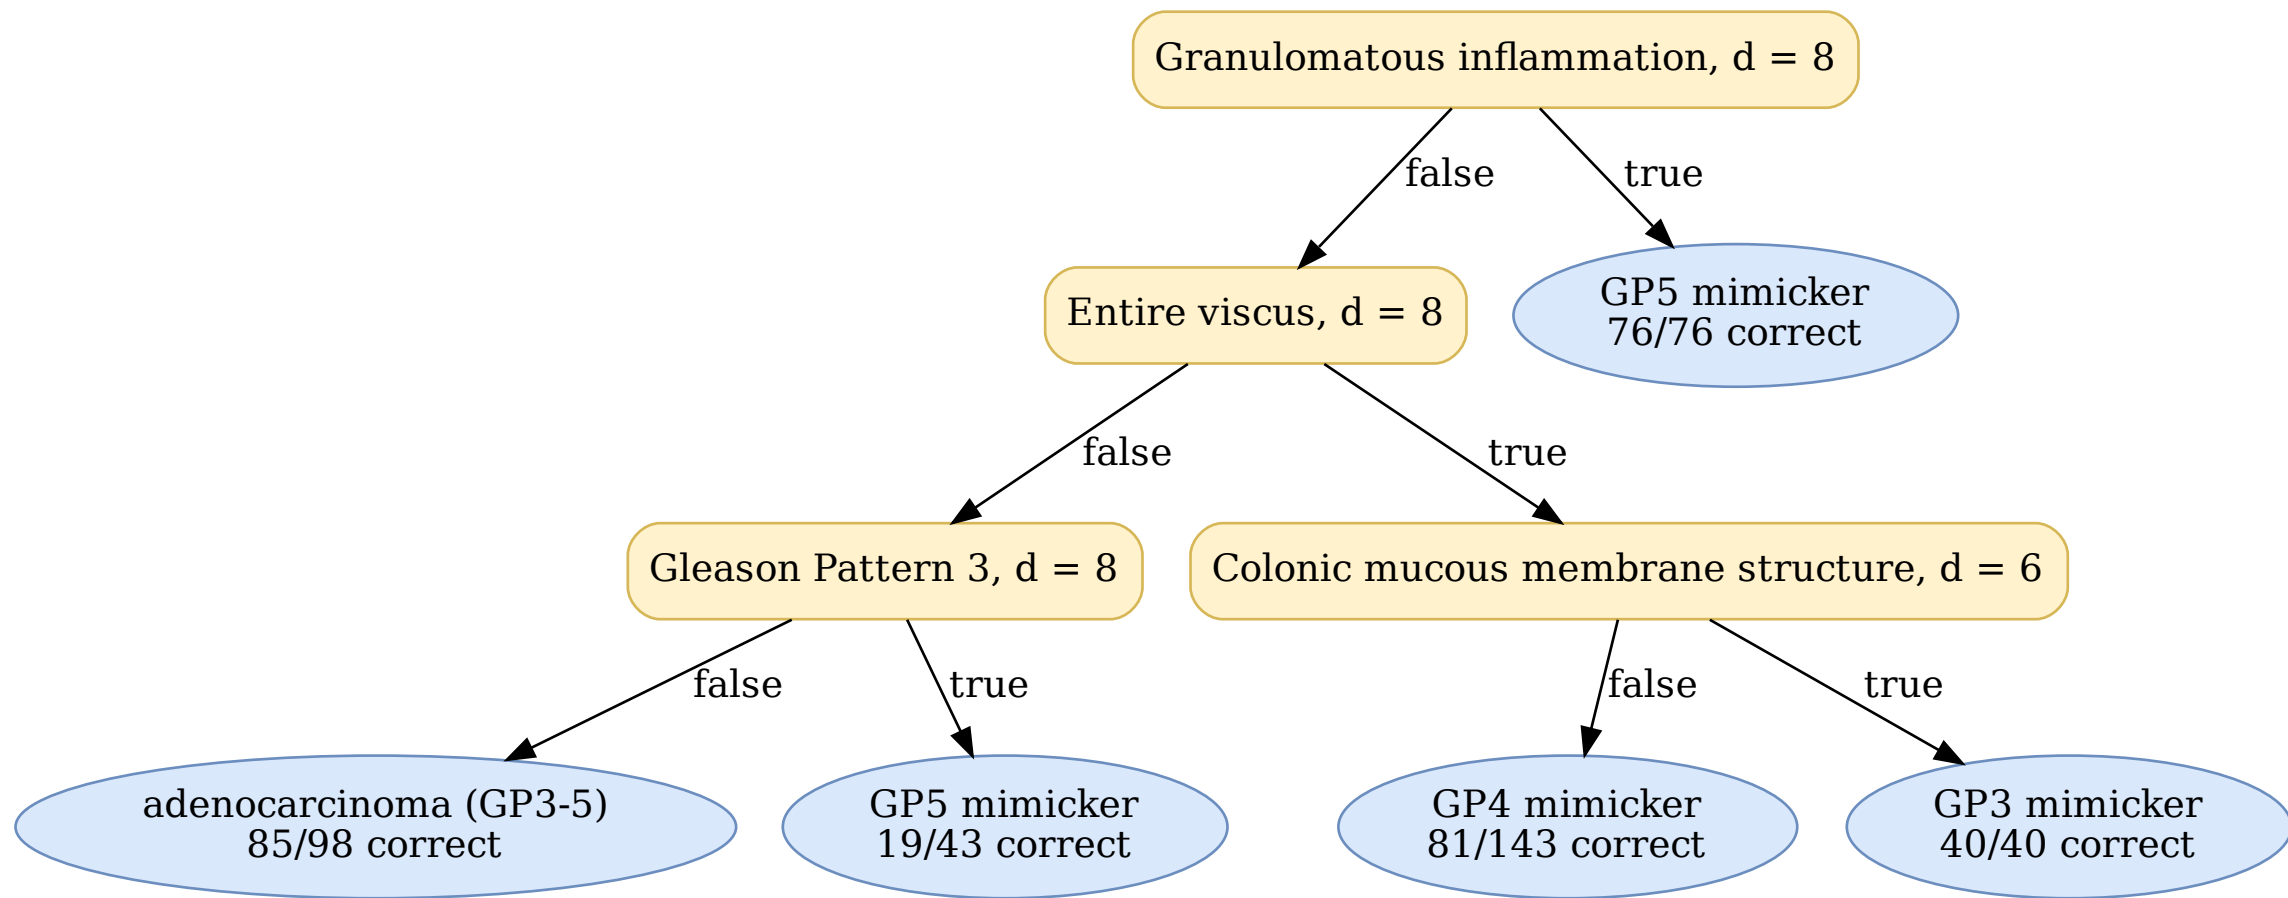 Granulomatous inflammation, d = 8
false
true
Entire viscus, d = 8
GP5 mimicker
76/76 correct
false
true
Gleason Pattern 3, d = 8
Colonic mucous membrane structure, d = 6
false
true
false
true
adenocarcinoma (GP3-5)
85/98 correct
GP5 mimicker
19/43 correct
GP4 mimicker
81/143 correct
GP3 mimicker
40/40 correct